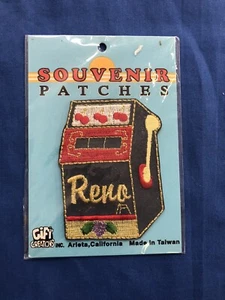 SOUVENIR
PATCHES
Reno
Gift
CREATIONS INC. Arleta, California Made in Taiwan